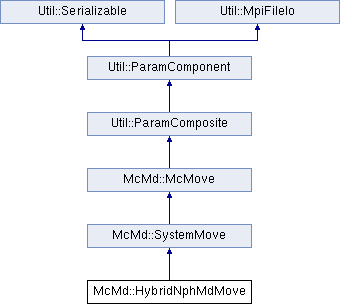 Util::Serializable
Util::MpiFileIo
Util::ParamComponent
Util::ParamComposite
McMd::McMove
McMd::SystemMove
McMd::HybridNphMdMove